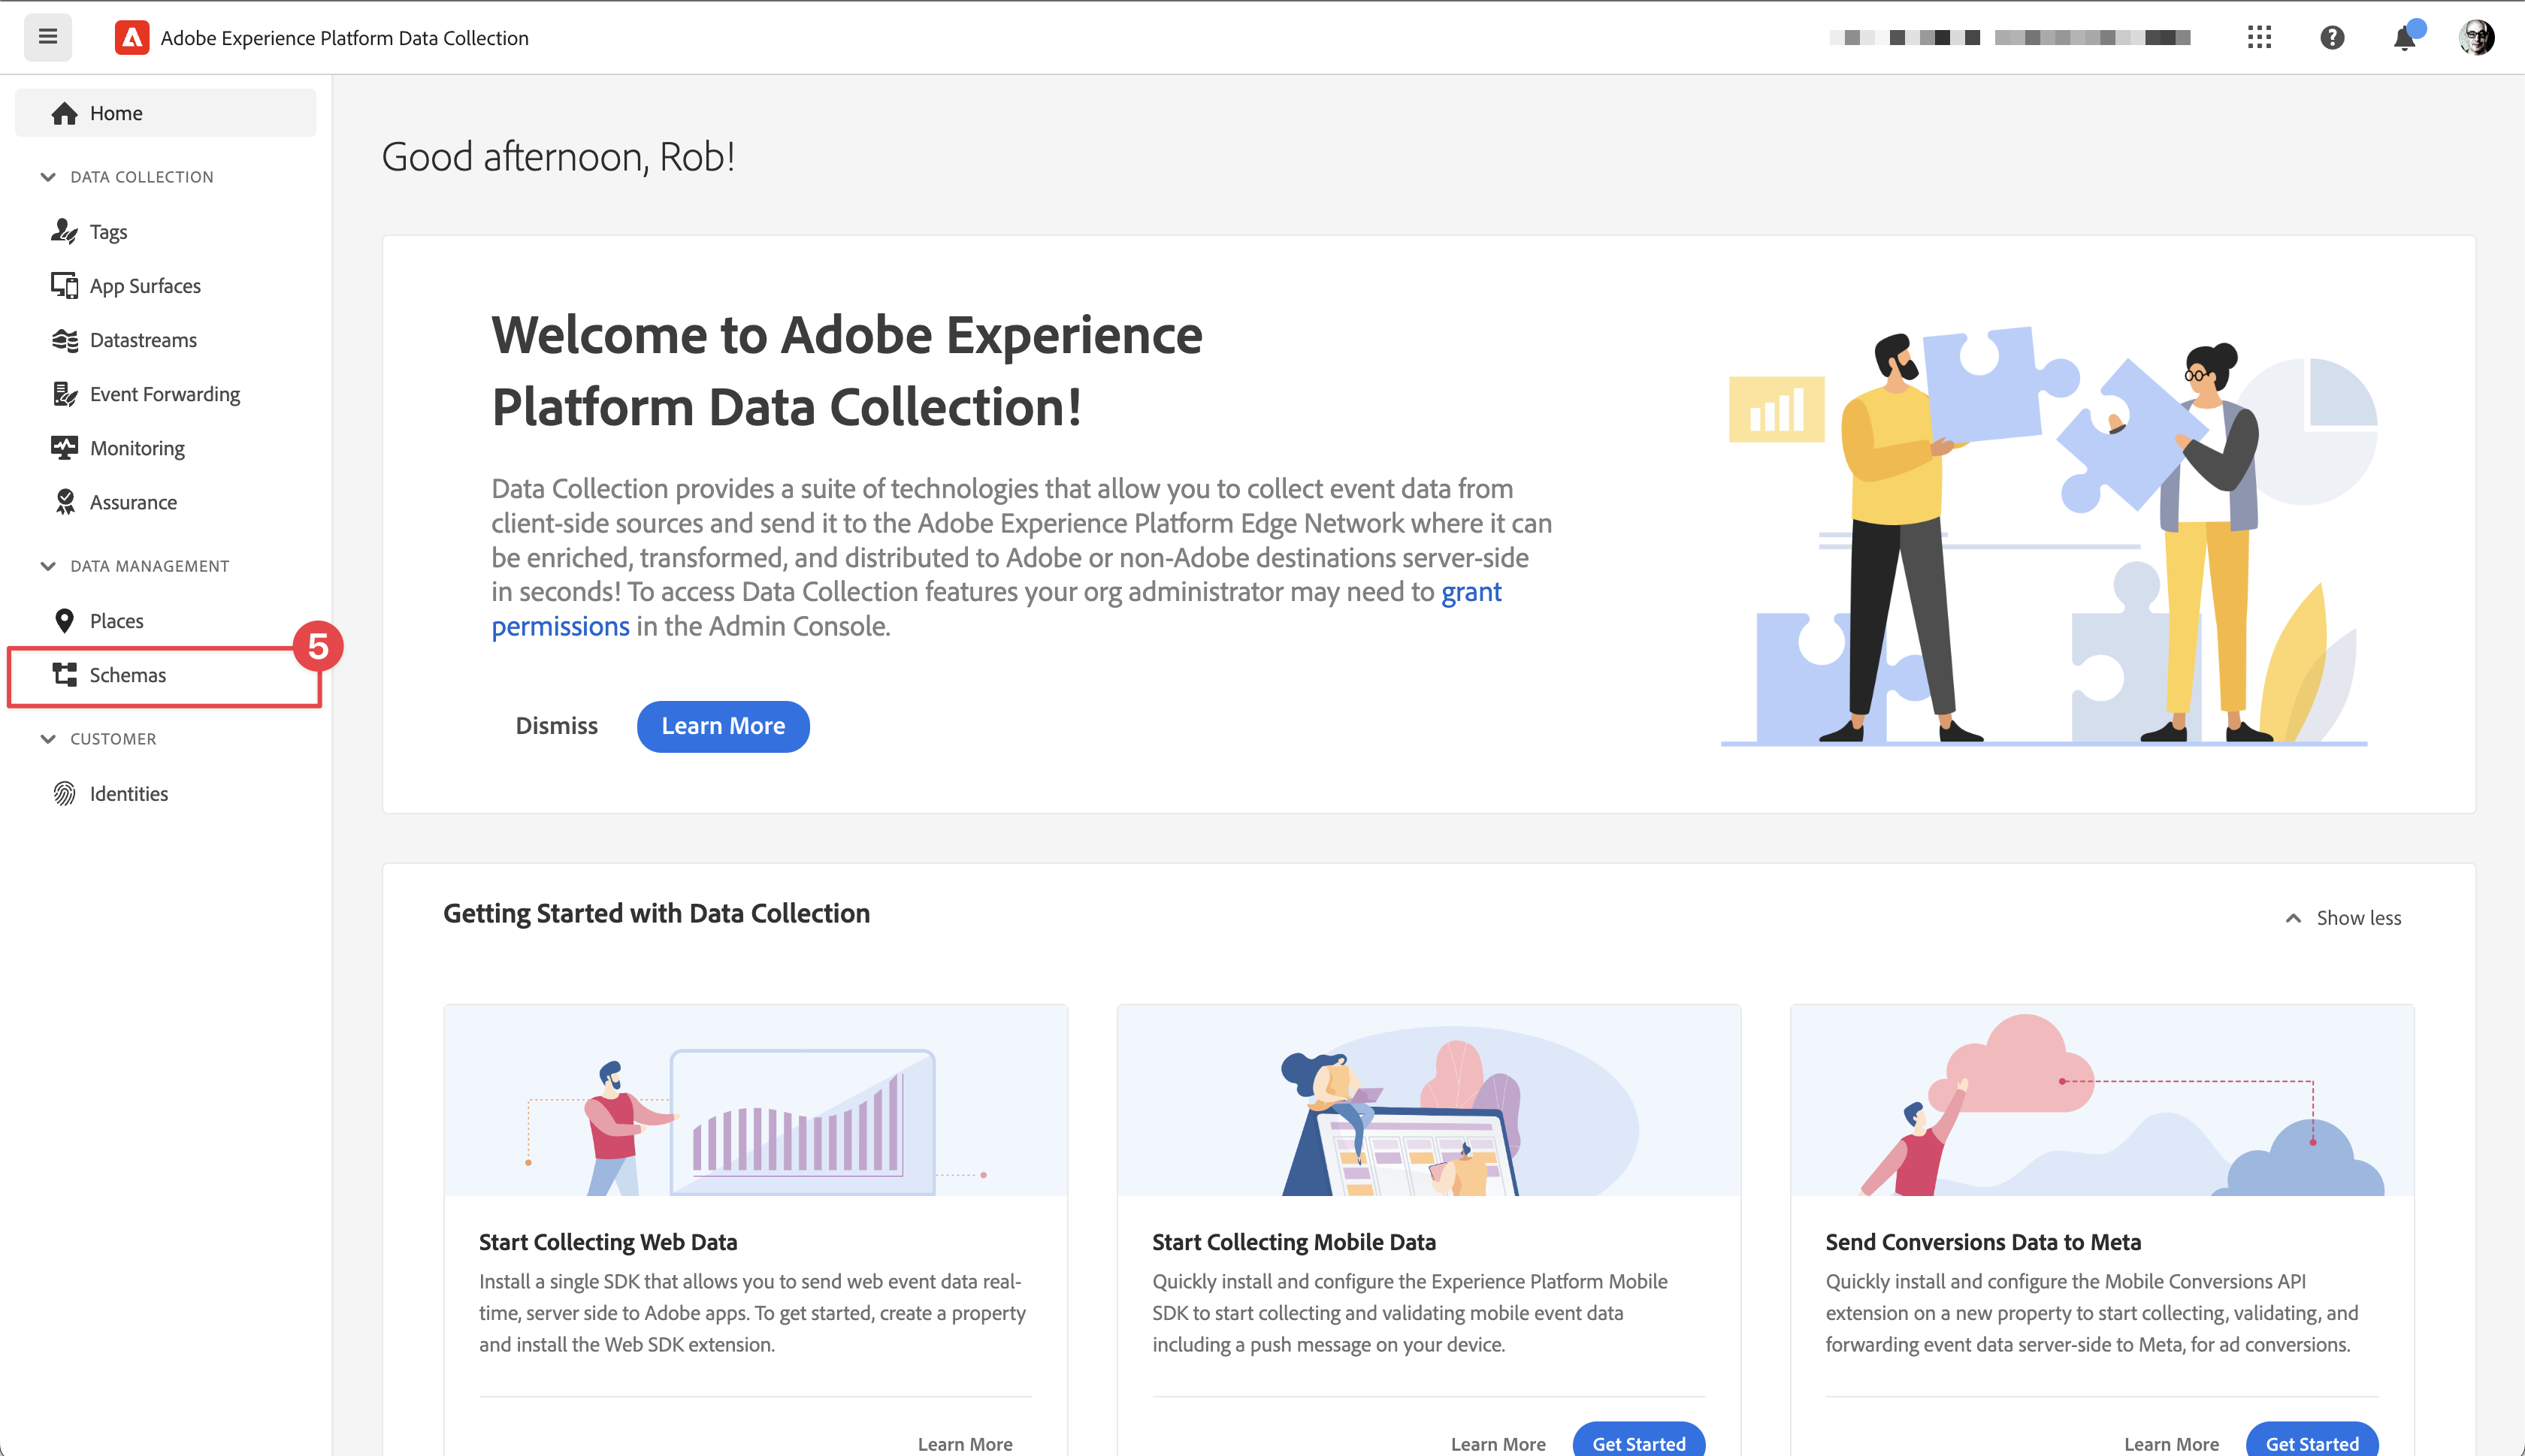 Adobe Experience Platform Data Collection
Home
DATA COLLECTION
Tags
App Surfaces
Datastreams
Event Forwarding
Monitoring
Assurance
DATA MANAGEMENT
Places
5
Schemas
CUSTOMER
Identities
Good afternoon, Rob!
Welcome to Adobe Experience
Platform Data Collection!
Data Collection provides a suite of technologies that allow you to collect event data from
client-side sources and send it to the Adobe Experience Platform Edge Network where it can
be enriched, transformed, and distributed to Adobe or non-Adobe destinations server-side
in seconds! To access Data Collection features your org administrator may need to grant
permissions in the Admin Console.
Dismiss
Learn More
Getting Started with Data Collection
Show less
Start Collecting Web Data
Install a single SDK that allows you to send web event data real-
time, server side to Adobe apps. To get started, create a property
and install the Web SDK extension.
Learn More
Start Collecting Mobile Data
Quickly install and configure the Experience Platform Mobile
SDK to start collecting and validating mobile event data
including a push message on your device.
Learn More
Get Started
Send Conversions Data to Meta
Quickly install and configure the Mobile Conversions API
extension on a new property to start collecting, validating, and
forwarding event data server-side to Meta, for ad conversions.
Learn More
Get Started